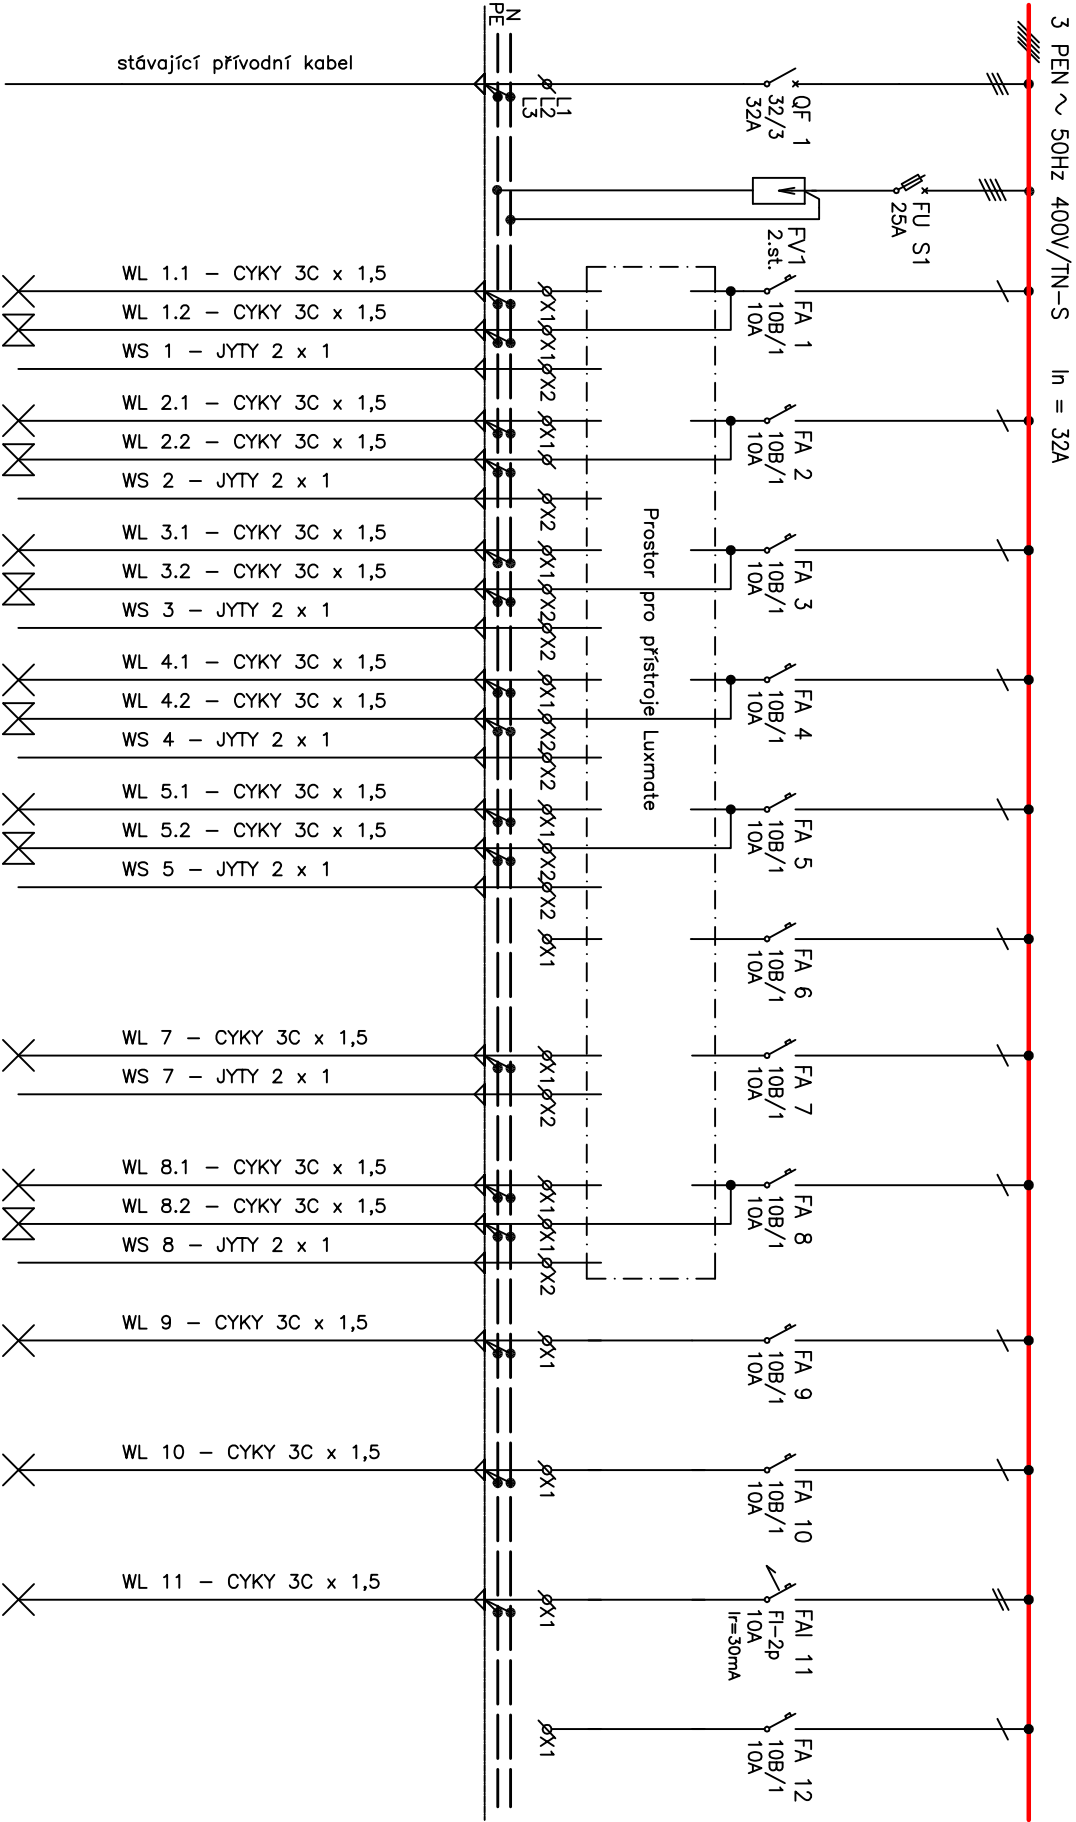 3 PEN ~ 50Hz 400V/TN-S In = 32A
N
PE
stávající přívodní kabel
L1
L2
L3
QF 1
32/3
32A
FU S1
25A
FV1
2.st.
WL 1.1 - CYKY 3C x 1,5
X1
FA 1
10B/1
10A
WL 1.2 - CYKY 3C x 1,5
X1
WS 1 - JYTY 2 x 1
X2
WL 2.1 - CYKY 3C x 1,5
X1
FA 2
10B/1
10A
WL 2.2 - CYKY 3C x 1,5
WS 2 - JYTY 2 x 1
X2
Prostor pro přístroje Luxmate
WL 3.1 - CYKY 3C x 1,5
X1
FA 3
10B/1
10A
WL 3.2 - CYKY 3C x 1,5
X2
WS 3 - JYTY 2 x 1
X2
WL 4.1 - CYKY 3C x 1,5
X1
FA 4
10B/1
10A
WL 4.2 - CYKY 3C x 1,5
X2
WS 4 - JYTY 2 x 1
X2
WL 5.1 - CYKY 3C x 1,5
X1
FA 5
10B/1
10A
WL 5.2 - CYKY 3C x 1,5
X2
WS 5 - JYTY 2 x 1
X2
X1
FA 6
10B/1
10A
WL 7 - CYKY 3C x 1,5
X1
FA 7
10B/1
10A
WS 7 - JYTY 2 x 1
X2
WL 8.1 - CYKY 3C x 1,5
X1
FA 8
10B/1
10A
WL 8.2 - CYKY 3C x 1,5
X1
WS 8 - JYTY 2 x 1
X2
WL 9 - CYKY 3C x 1,5
X1
FA 9
10B/1
10A
WL 10 - CYKY 3C x 1,5
X1
FA 10
10B/1
10A
WL 11 - CYKY 3C x 1,5
X1
FAI 11
FI-2p
10A
Ir=30mA
X1
FA 12
10B/1
10A